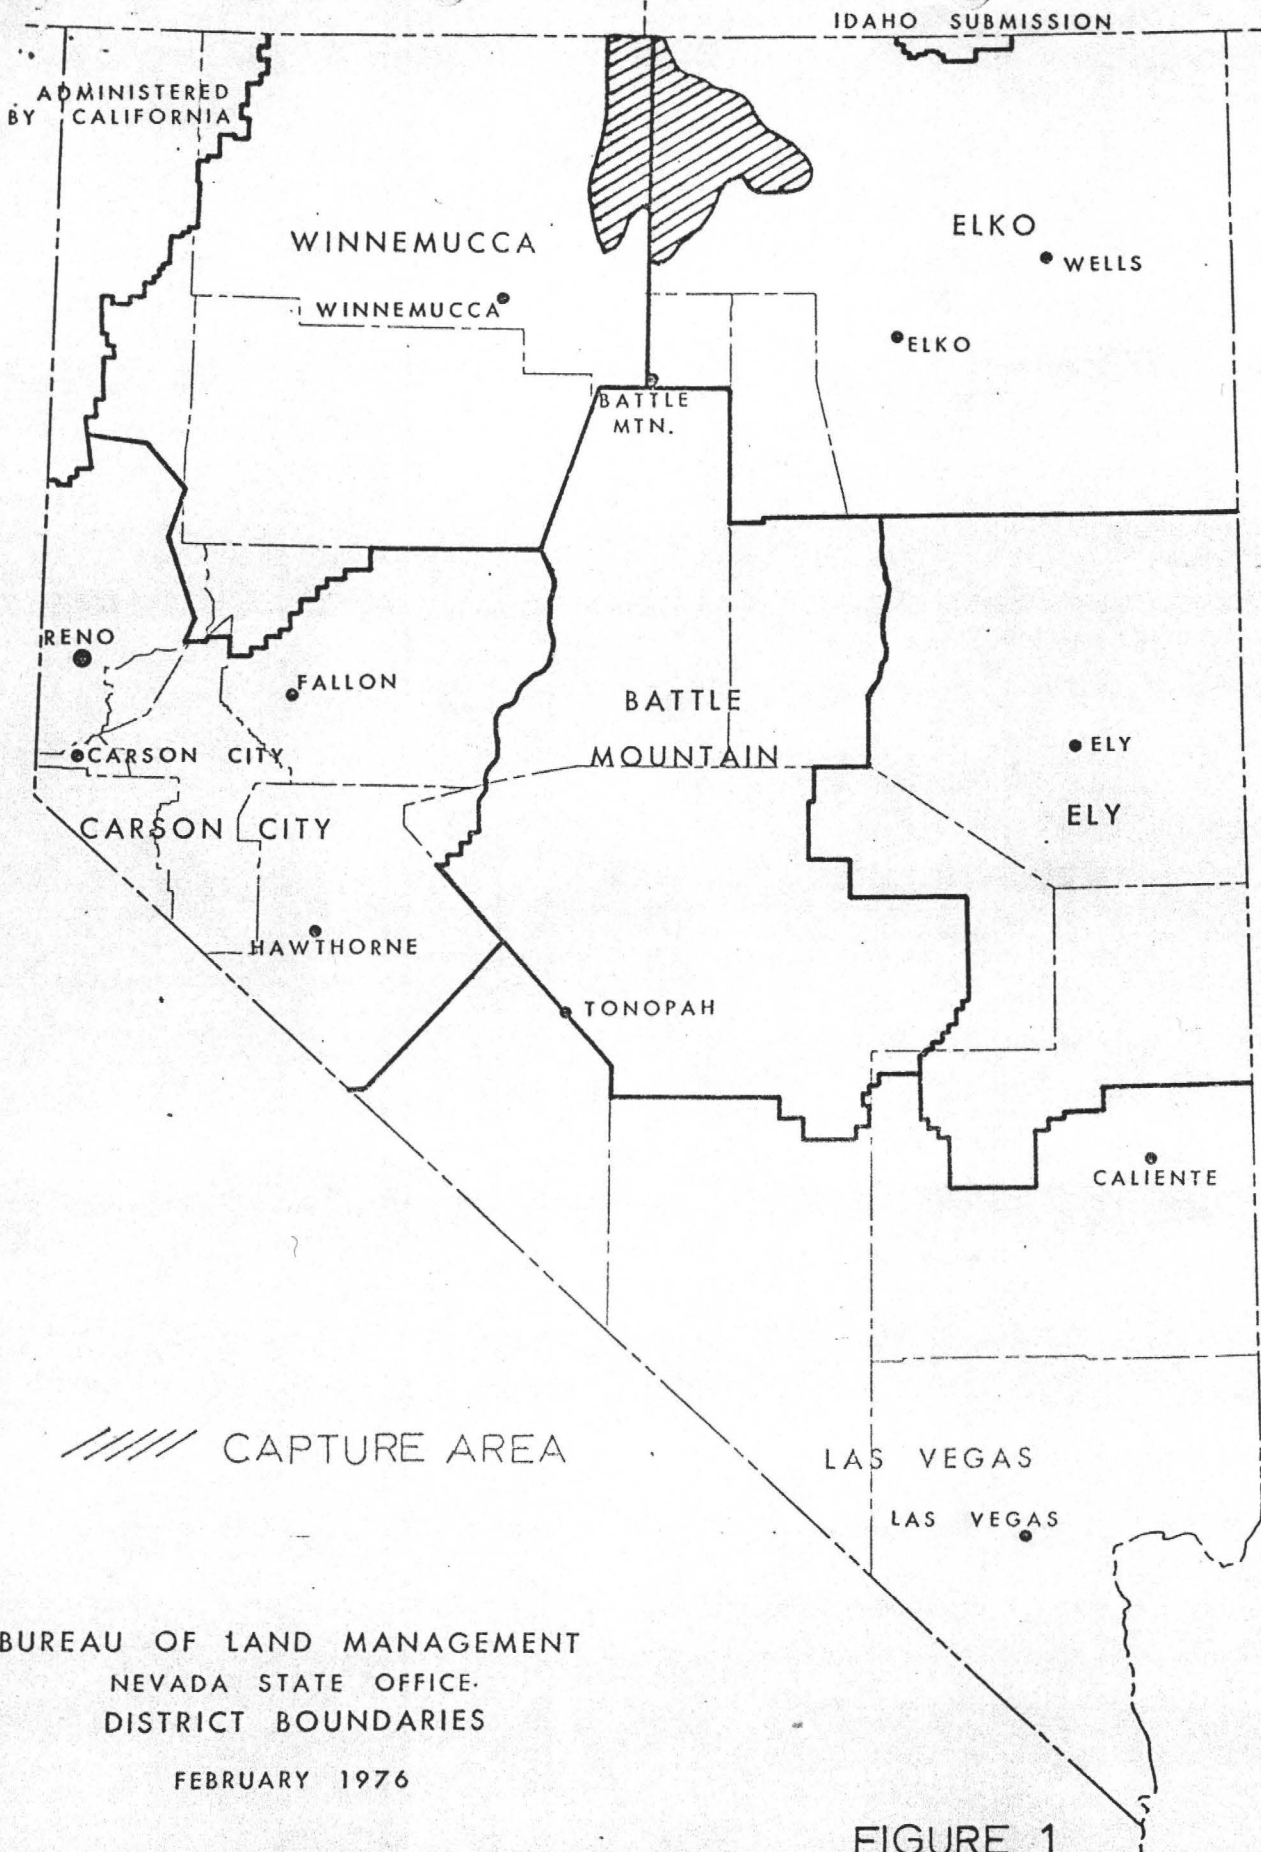 IDAHO SUBMISSION
ADMINISTERED
BY CALIFORNIA
WINNEMUCCA
WINNEMUCCA
ELKO
WELLS
ELKO
BATTLE
MTN.
RENO
FALLON
CARSON CITY
CARSON CITY
HAWTHORNE
BATTLE
MOUNTAIN
ELY
ELY
TONOPAH
CALIENTE
CAPTURE AREA
LAS VEGAS
LAS VEGAS
BUREAU OF LAND MANAGEMENT
NEVADA STATE OFFICE.
DISTRICT BOUNDARIES
FEBRUARY 1976
FIGURE 1